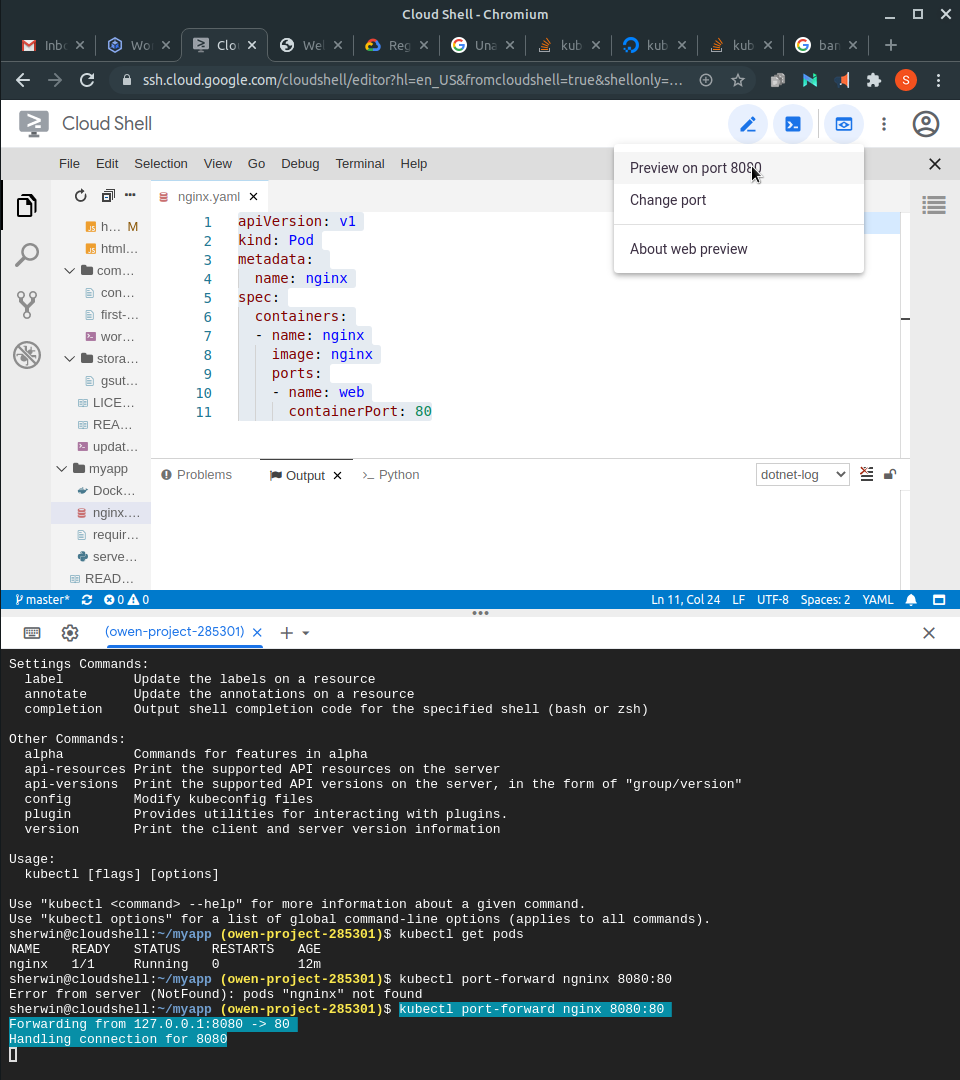 Cloud Shell - Chromium
Inb
Wo
Clo
We
Reg
Una
kub
kub
kub
ban
ssh.cloud.google.com/cloudshell/editor?hl=en_US&fromcloudshell=true&shellonly=...
S
Cloud Shell
File Edit Selection View Go Debug Terminal Help
Preview on port 8080
Change port
About web preview
nginx.yaml
h... M
html...
com...
con...
first-...
wor...
stora...
gsut...
LICE...
REA...
updat...
myapp
Dock...
nginx....
requir...
serve...
READ...
1 apiVersion: v1
2 kind: Pod
3 metadata:
4 name: nginx
5 spec:
6 containers:
7 - name: nginx
8 image: nginx
9 ports:
10 - name: web
11 containerPort: 80
Problems Output Python dotnet-log
master* 0 0 Ln 11, Col 24 LF UTF-8 Spaces: 2 YAML
(owen-project-285301)
Settings Commands:
label Update the labels on a resource
annotate Update the annotations on a resource
completion Output shell completion code for the specified shell (bash or zsh)
Other Commands:
alpha Commands for features in alpha
api-resources Print the supported API resources on the server
api-versions Print the supported API versions on the server, in the form of "group/version"
config Modify kubeconfig files
plugin Provides utilities for interacting with plugins.
version Print the client and server version information
Usage:
kubectl [flags] [options]
Use "kubectl <command> --help" for more information about a given command.
Use "kubectl options" for a list of global command-line options (applies to all commands).
sherwin@cloudshell:~/myapp (owen-project-285301)$ kubectl get pods
NAME READY STATUS RESTARTS AGE
nginx 1/1 Running 0 12m
sherwin@cloudshell:~/myapp (owen-project-285301)$ kubectl port-forward ngninx 8080:80
Error from server (NotFound): pods "ngninx" not found
sherwin@cloudshell:~/myapp (owen-project-285301)$ kubectl port-forward nginx 8080:80
Forwarding from 127.0.0.1:8080 -> 80
Handling connection for 8080